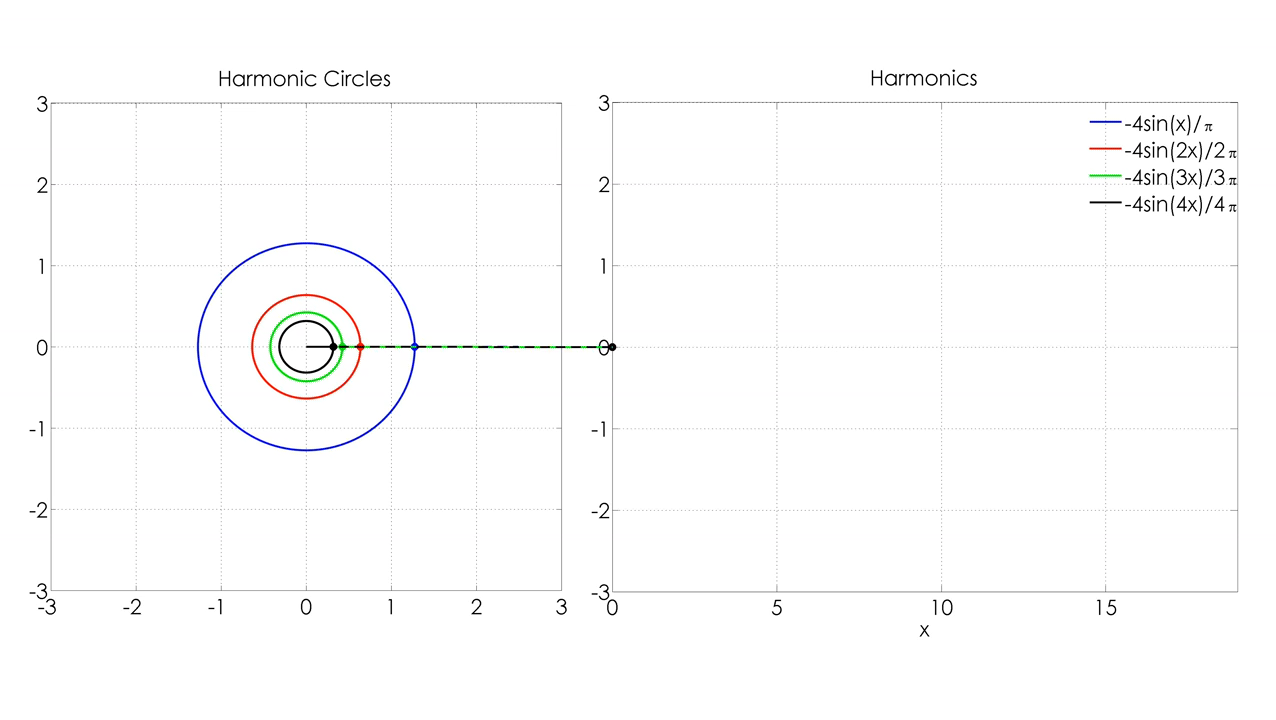 Harmonic Circles
3
2
1
0
-1
-2
-3
-3 -2 -1 0 1 2 3
Harmonics
3
2
1
0
-1
-2
-3
0 5 10 15
x
-4sin(x)/π
-4sin(2x)/2π
-4sin(3x)/3π
-4sin(4x)/4π